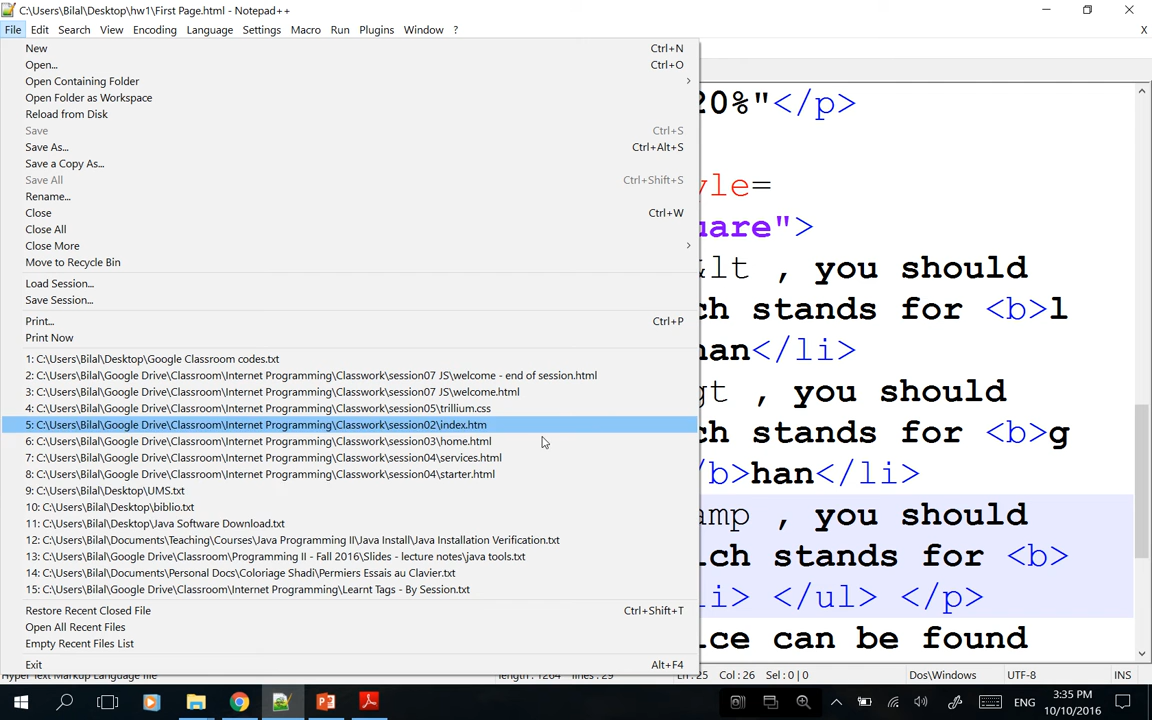 C:\Users\Bilal\Desktop\hw1\First Page.html - Notepad++
File Edit Search View Encoding Language Settings Macro Run Plugins Window ? X
New Ctrl+N
Open... Ctrl+O
Open Containing Folder
Open Folder as Workspace
Reload from Disk
Save Ctrl+S
Save As... Ctrl+Alt+S
Save a Copy As...
Save All Ctrl+Shift+S
Rename...
Close Ctrl+W
Close All
Close More
Move to Recycle Bin
Load Session...
Save Session...
Print... Ctrl+P
Print Now
1: C:\Users\Bilal\Desktop\Google Classroom codes.txt
2: C:\Users\Bilal\Google Drive\Classroom\Internet Programming\Classwork\session07 JS\welcome - end of session.html
3: C:\Users\Bilal\Google Drive\Classroom\Internet Programming\Classwork\session07 JS\welcome.html
4: C:\Users\Bilal\Google Drive\Classroom\Internet Programming\Classwork\session05\trillium.css
5: C:\Users\Bilal\Google Drive\Classroom\Internet Programming\Classwork\session02\index.htm
6: C:\Users\Bilal\Google Drive\Classroom\Internet Programming\Classwork\session03\home.html
7: C:\Users\Bilal\Google Drive\Classroom\Internet Programming\Classwork\session04\services.html
8: C:\Users\Bilal\Google Drive\Classroom\Internet Programming\Classwork\session04\starter.html
9: C:\Users\Bilal\Desktop\UMS.txt
10: C:\Users\Bilal\Desktop\biblio.txt
11: C:\Users\Bilal\Desktop\Java Software Download.txt
12: C:\Users\Bilal\Documents\Teaching\Courses\Java Programming II\Java Install\Java Installation Verification.txt
13: C:\Users\Bilal\Google Drive\Classroom\Programming II - Fall 2016\Slides - lecture notes\java tools.txt
14: C:\Users\Bilal\Documents\Personal Docs\Coloriage Shadi\Permiers Essais au Clavier.txt
15: C:\Users\Bilal\Google Drive\Classroom\Internet Programming\Learnt Tags - By Session.txt
Restore Recent Closed File Ctrl+Shift+T
Open All Recent Files
Empty Recent Files List
Exit Alt+F4
20%"</p>
yle=
uare">
&lt , you should
ch stands for <b>l
han</li>
gt , you should
ch stands for <b>g
/b>han</li>
amp , you should
ich stands for <b>
li> </ul> </p>
ice can be found
Hyper Text Markup Language file length : 1264 lines : 29 Ln : 25 Col : 26 Sel : 0 | 0 Dos\Windows UTF-8 INS
ENG
3:35 PM
10/10/2016